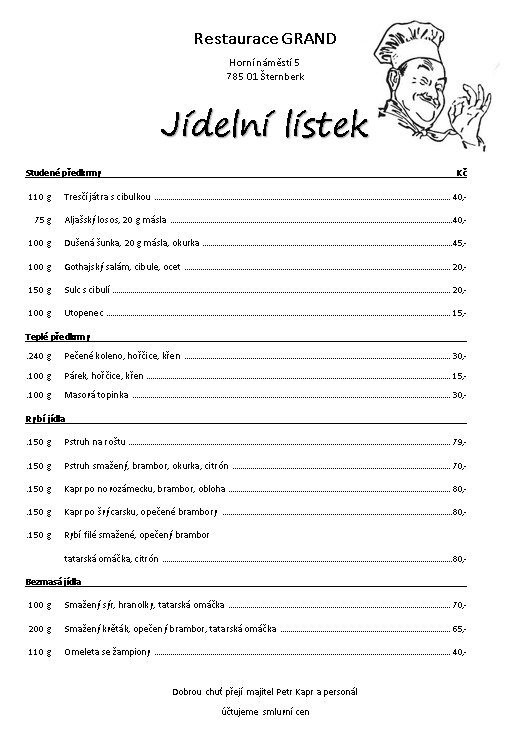 Restaurace GRAND
Horní náměstí 5
785 01 Šternberk
Jídelní lístek
Studené předkrmy Kč
110 g Tresčí játra s cibulkou 40,-
75 g Aljašský losos, 20 g másla 40,-
100 g Dušená šunka, 20 g másla, okurka 45,-
100 g Gothajský salám, cibule, ocet 20,-
150 g Sulc s cibulí 20,-
100 g Utopenec 15,-
Teplé předkrmy
.240 g Pečené koleno, hořčice, křen 30,-
.100 g Párek, hořčice, křen 15,-
.100 g Masová topinka 30,-
Rybí jídla
.150 g Pstruh na roštu 79,-
.150 g Pstruh smažený, brambor, okurka, citrón 70,-
.150 g Kapr po novozámecku, brambor, obloha 80,-
.150 g Kapr po švýcarsku, opečené brambory 80,-
.150 g Rybí filé smažené, opečený brambor
tatarská omáčka, citrón 80,-
Bezmasá jídla
100 g Smažený sýr, hranolky, tatarská omáčka 70,-
200 g Smažený květák, opečený brambor, tatarská omáčka 65,-
110 g Omeleta se žampiony 40,-
Dobrou chuť přejí majitel Petr Kapr a personál
účtujeme smluvní cen